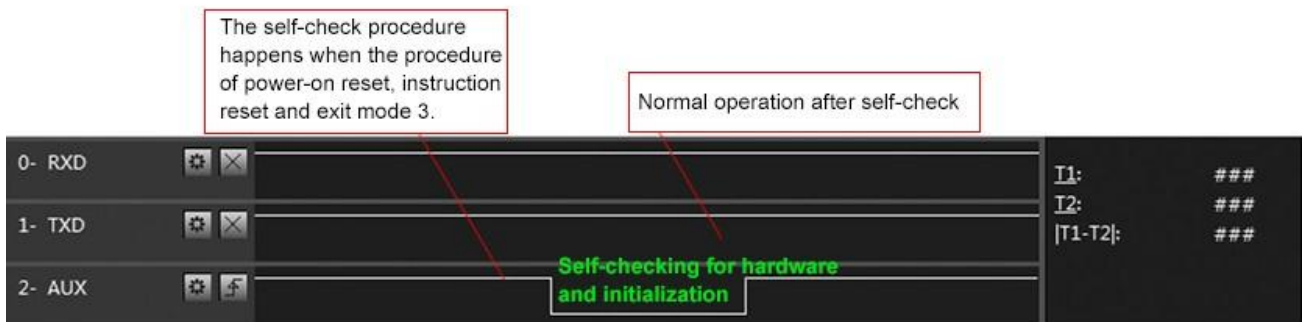 The self-check procedure
happens when the procedure
of power-on reset, instruction
reset and exit mode 3.
Normal operation after self-check
0- RXD
T1: ###
T2: ###
1- TXD
|T1-T2|: ###
Self-checking for hardware
and initialization
2- AUX